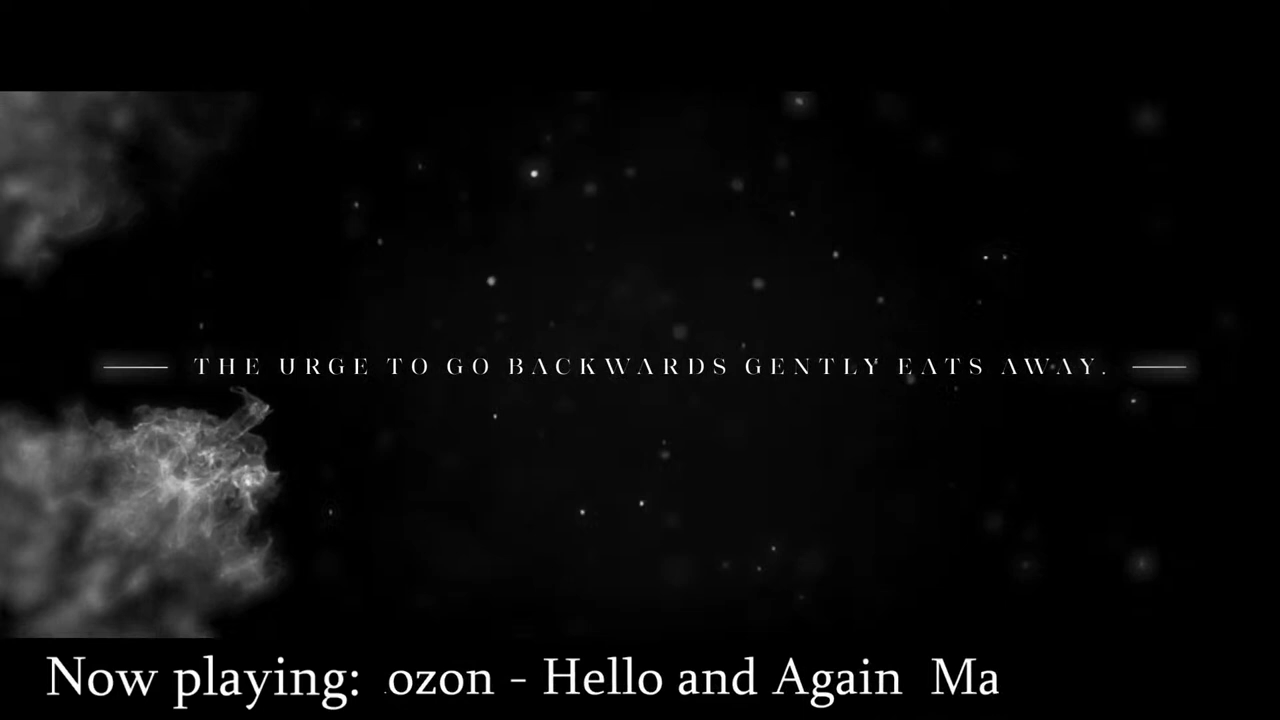 THE URGE TO GO BACKWARDS GENTLY EATS AWAY.
Now playing: ozon - Hello and Again Ma